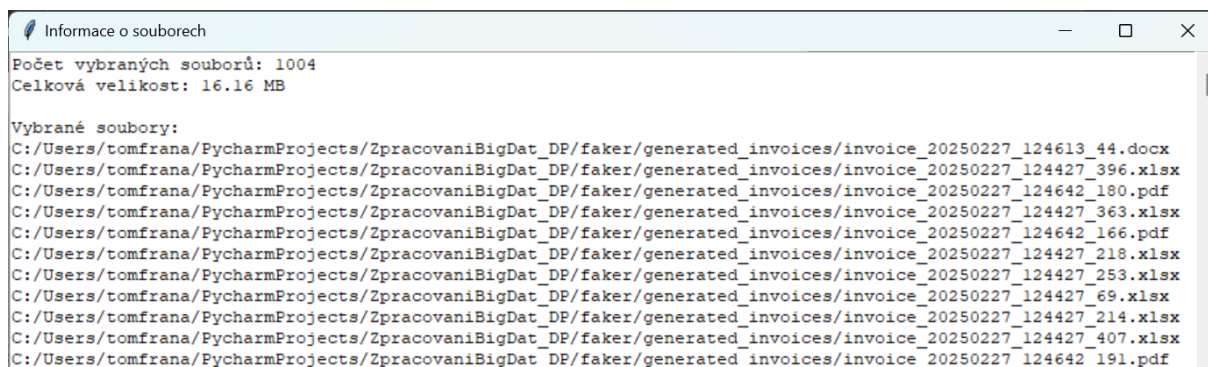 Informace o souborech
Počet vybraných souborů: 1004
Celková velikost: 16.16 MB
Vybrané soubory:
C:/Users/tomfrana/PycharmProjects/ZpracovaniBigDat_DP/faker/generated_invoices/invoice_20250227_124613_44.docx
C:/Users/tomfrana/PycharmProjects/ZpracovaniBigDat_DP/faker/generated_invoices/invoice_20250227_124427_396.xlsx
C:/Users/tomfrana/PycharmProjects/ZpracovaniBigDat_DP/faker/generated_invoices/invoice_20250227_124642_180.pdf
C:/Users/tomfrana/PycharmProjects/ZpracovaniBigDat_DP/faker/generated_invoices/invoice_20250227_124427_363.xlsx
C:/Users/tomfrana/PycharmProjects/ZpracovaniBigDat_DP/faker/generated_invoices/invoice_20250227_124642_166.pdf
C:/Users/tomfrana/PycharmProjects/ZpracovaniBigDat_DP/faker/generated_invoices/invoice_20250227_124427_218.xlsx
C:/Users/tomfrana/PycharmProjects/ZpracovaniBigDat_DP/faker/generated_invoices/invoice_20250227_124427_253.xlsx
C:/Users/tomfrana/PycharmProjects/ZpracovaniBigDat_DP/faker/generated_invoices/invoice_20250227_124427_69.xlsx
C:/Users/tomfrana/PycharmProjects/ZpracovaniBigDat_DP/faker/generated_invoices/invoice_20250227_124427_214.xlsx
C:/Users/tomfrana/PycharmProjects/ZpracovaniBigDat_DP/faker/generated_invoices/invoice_20250227_124427_407.xlsx
C:/Users/tomfrana/PycharmProjects/ZpracovaniBigDat_DP/faker/generated_invoices/invoice_20250227_124642_191.pdf